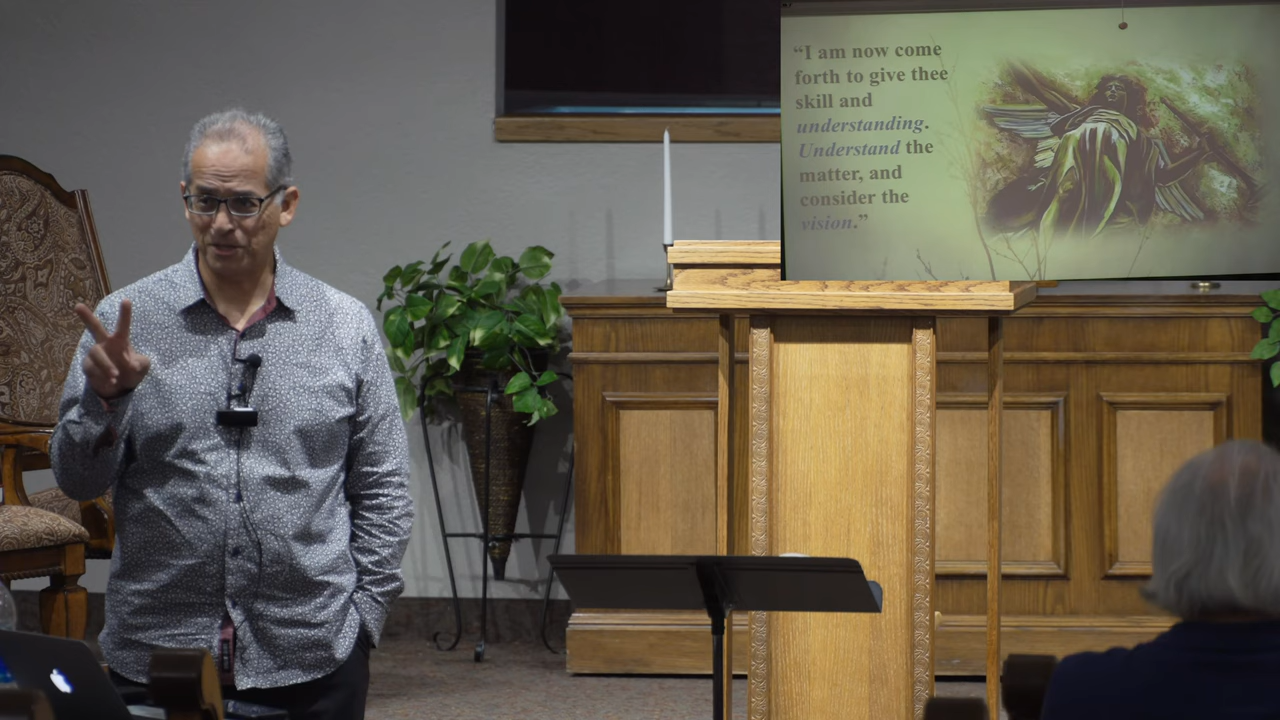 “I am now come
forth to give thee
skill and
understanding.
Understand the
matter, and
consider the
vision.”